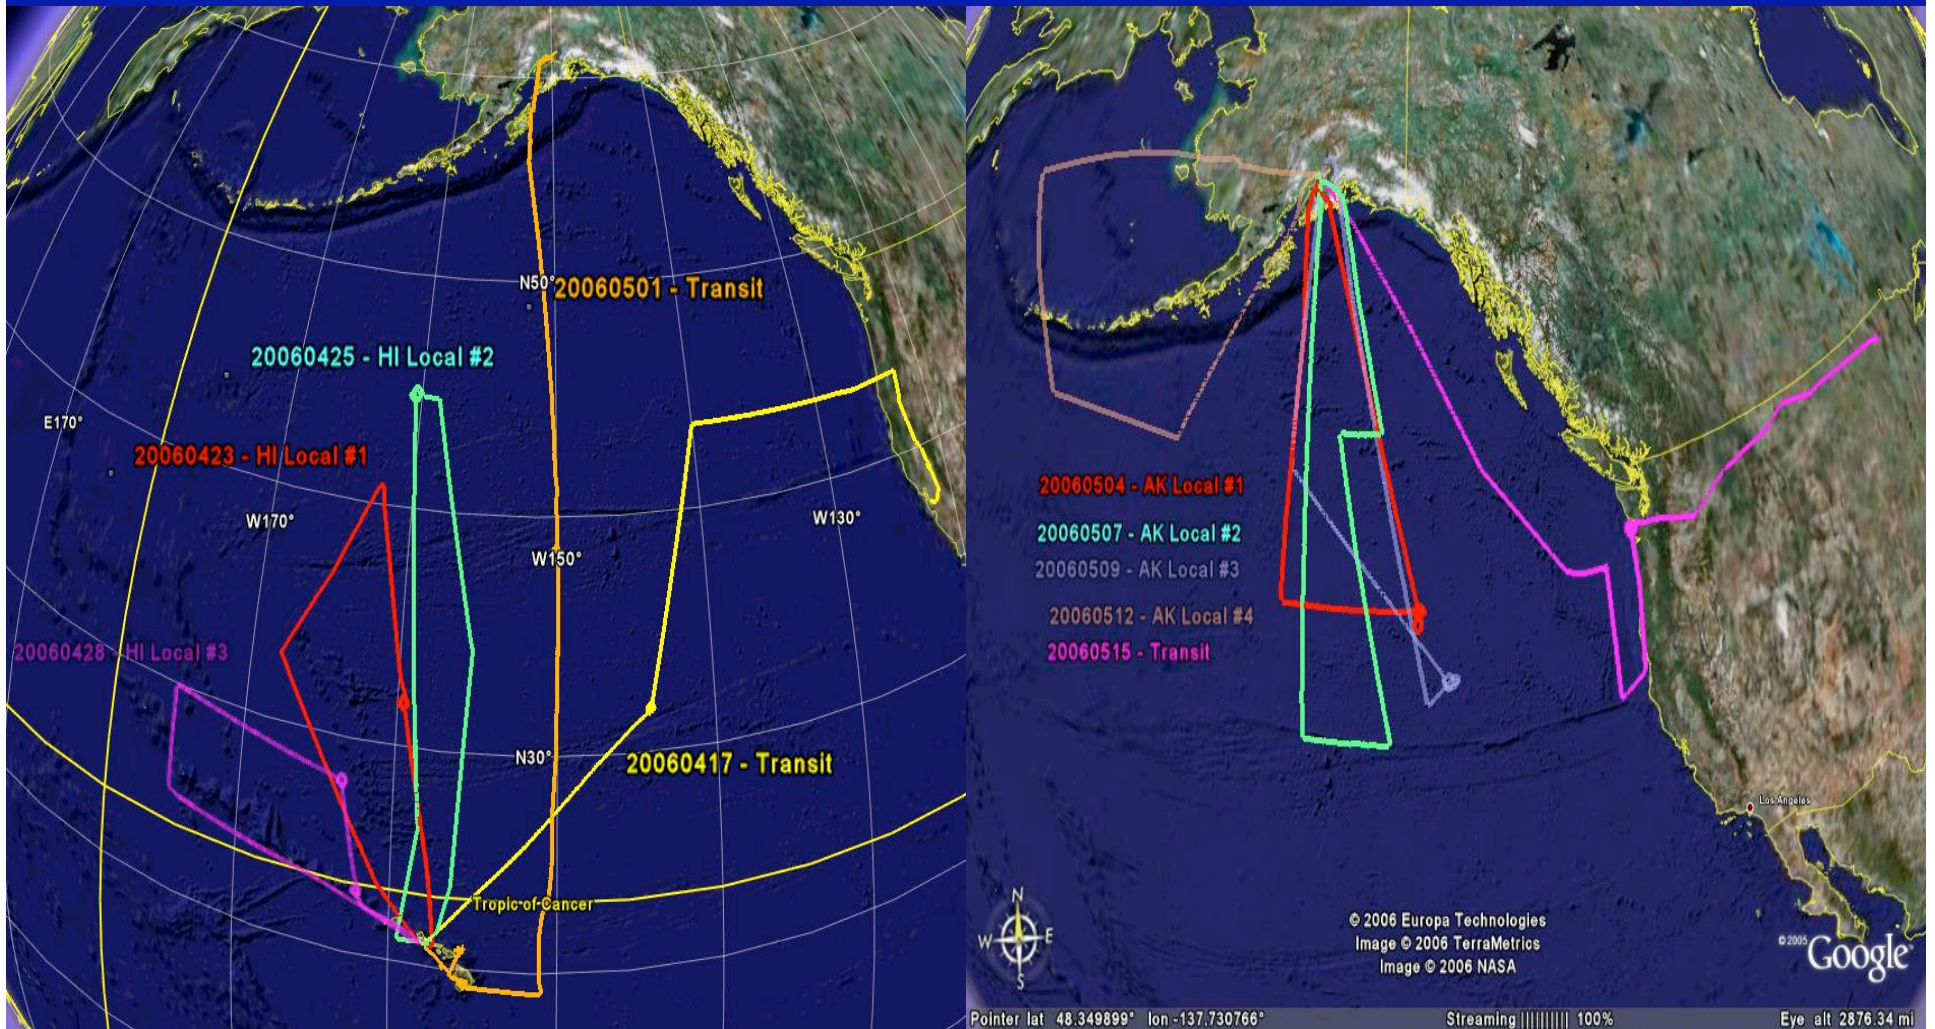 N50°
20060501 - Transit
20060425 - HI Local #2
E170°
20060423 - HI Local #1
W170°
W130°
W150°
20060428 - HI Local #3
N30°
20060417 - Transit
Tropic of Cancer
20060504 - AK Local #1
20060507 - AK Local #2
20060509 - AK Local #3
20060512 - AK Local #4
20060515 - Transit
Los Angeles
N
W E
S
© 2006 Europa Technologies
Image © 2006 TerraMetrics
Image © 2006 NASA
© 2005 Google
Pointer lat 48.349899° lon -137.730766° Streaming |||||||||| 100% Eye alt 2876.34 mi